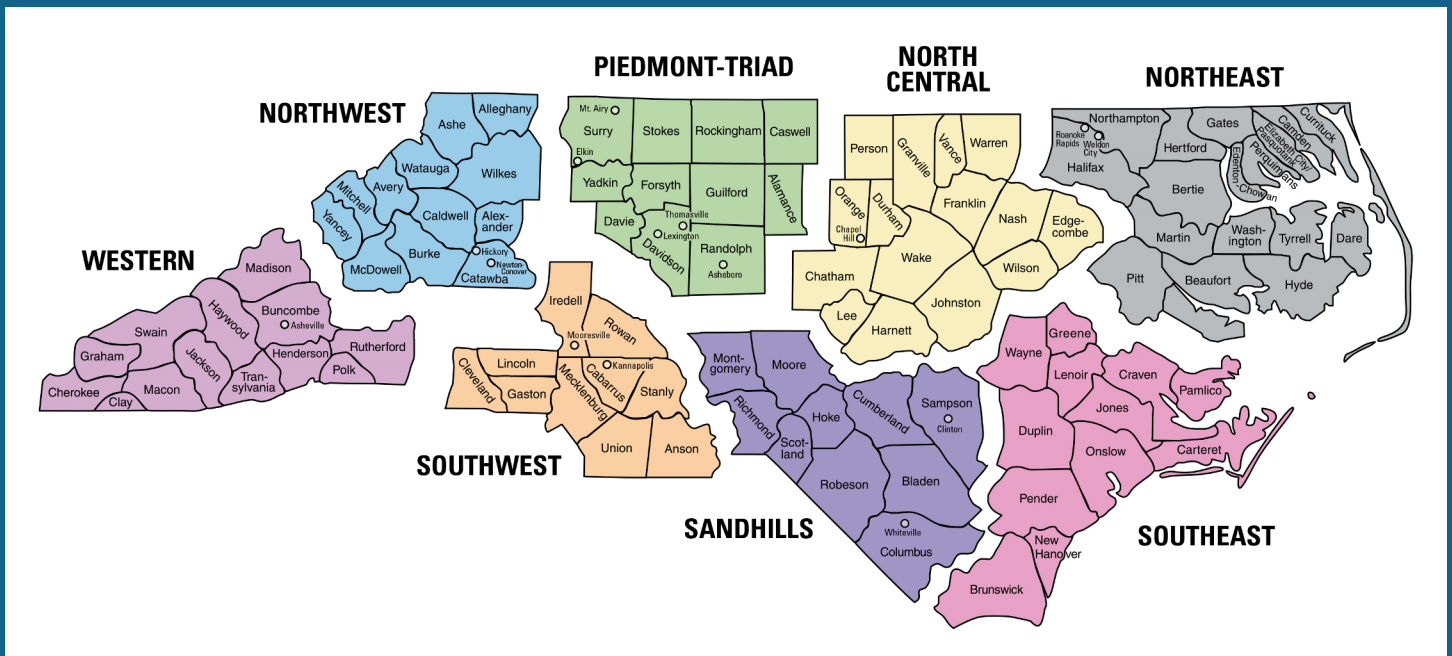 NORTHWEST
Ashe
Alleghany
Watauga
Wilkes
Mitchell
Avery
Yancey
Caldwell
Alex-
ander
Burke
McDowell
Hickory
Newton-
Conover
Catawba
WESTERN
Madison
Haywood
Buncombe
Asheville
Swain
Graham
Jackson
Henderson
Rutherford
Polk
Tran-
sylvania
Macon
Cherokee
Clay
PIEDMONT-TRIAD
Mt. Airy
Surry
Stokes
Rockingham
Caswell
Elkin
Yadkin
Forsyth
Guilford
Alamance
Davie
Thomasville
Lexington
Davidson
Randolph
Asheboro
SOUTHWEST
Iredell
Mooresville
Rowan
Cleveland
Lincoln
Gaston
Mecklenburg
Cabarrus
Kannapolis
Stanly
Union
Anson
NORTH
CENTRAL
Person
Granville
Vance
Warren
Orange
Durham
Chapol
Hill
Franklin
Nash
Edge-
combe
Wake
Wilson
Chatham
Lee
Harnett
Johnston
SANDHILLS
Mont-
gomery
Moore
Richmond
Hoke
Scot-
land
Cumberland
Sampson
Clinton
Robeson
Bladen
Whiteville
Columbus
NORTHEAST
Northampton
Roanoke
Rapids
Weldon
City
Halifax
Gates
Hertford
Bertie
Camden
Currituck
Elizabeth City/
Pasquotank
Perquimans
Edenton
-Chowan
Martin
Wash-
ington
Tyrrell
Dare
Pitt
Beaufort
Hyde
SOUTHEAST
Greene
Wayne
Lenoir
Craven
Pamlico
Jones
Duplin
Onslow
Carteret
Pender
New
Hanover
Brunswick